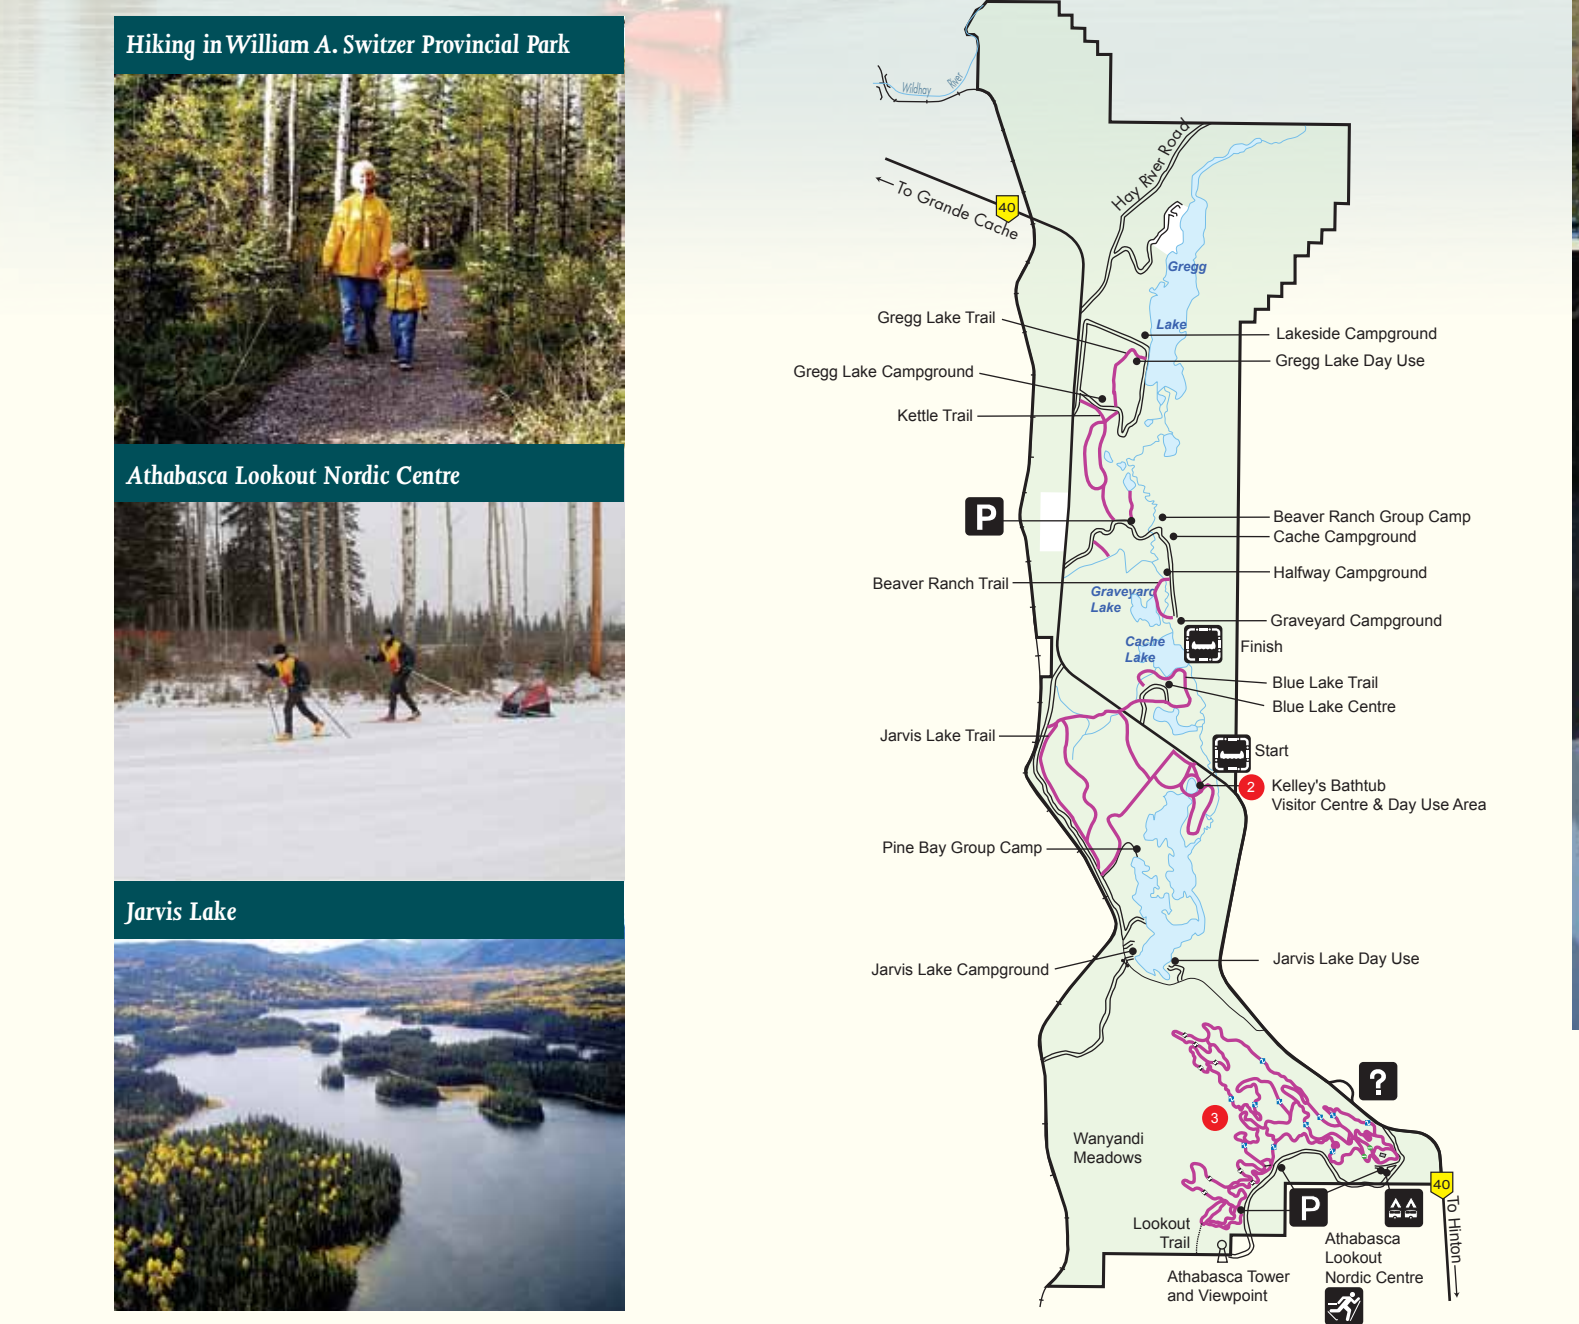 Hiking in William A. Switzer Provincial Park
Athabasca Lookout Nordic Centre
Jarvis Lake
Wildhay River
Hay River Road
40
To Grande Cache
Gregg
Lake
Gregg Lake Trail
Lakeside Campground
Gregg Lake Day Use
Gregg Lake Campground
Kettle Trail
P
Beaver Ranch Group Camp
Cache Campground
Halfway Campground
Beaver Ranch Trail
Graveyard
Lake
Graveyard Campground
Cache
Lake
Finish
Blue Lake Trail
Blue Lake Centre
Jarvis Lake Trail
Start
2
Kelley's Bathtub
Visitor Centre & Day Use Area
Pine Bay Group Camp
Jarvis Lake Campground
Jarvis Lake Day Use
?
3
Wanyandi
Meadows
40
To Hinton
P
Lookout
Trail
Athabasca
Lookout
Nordic Centre
Athabasca Tower
and Viewpoint